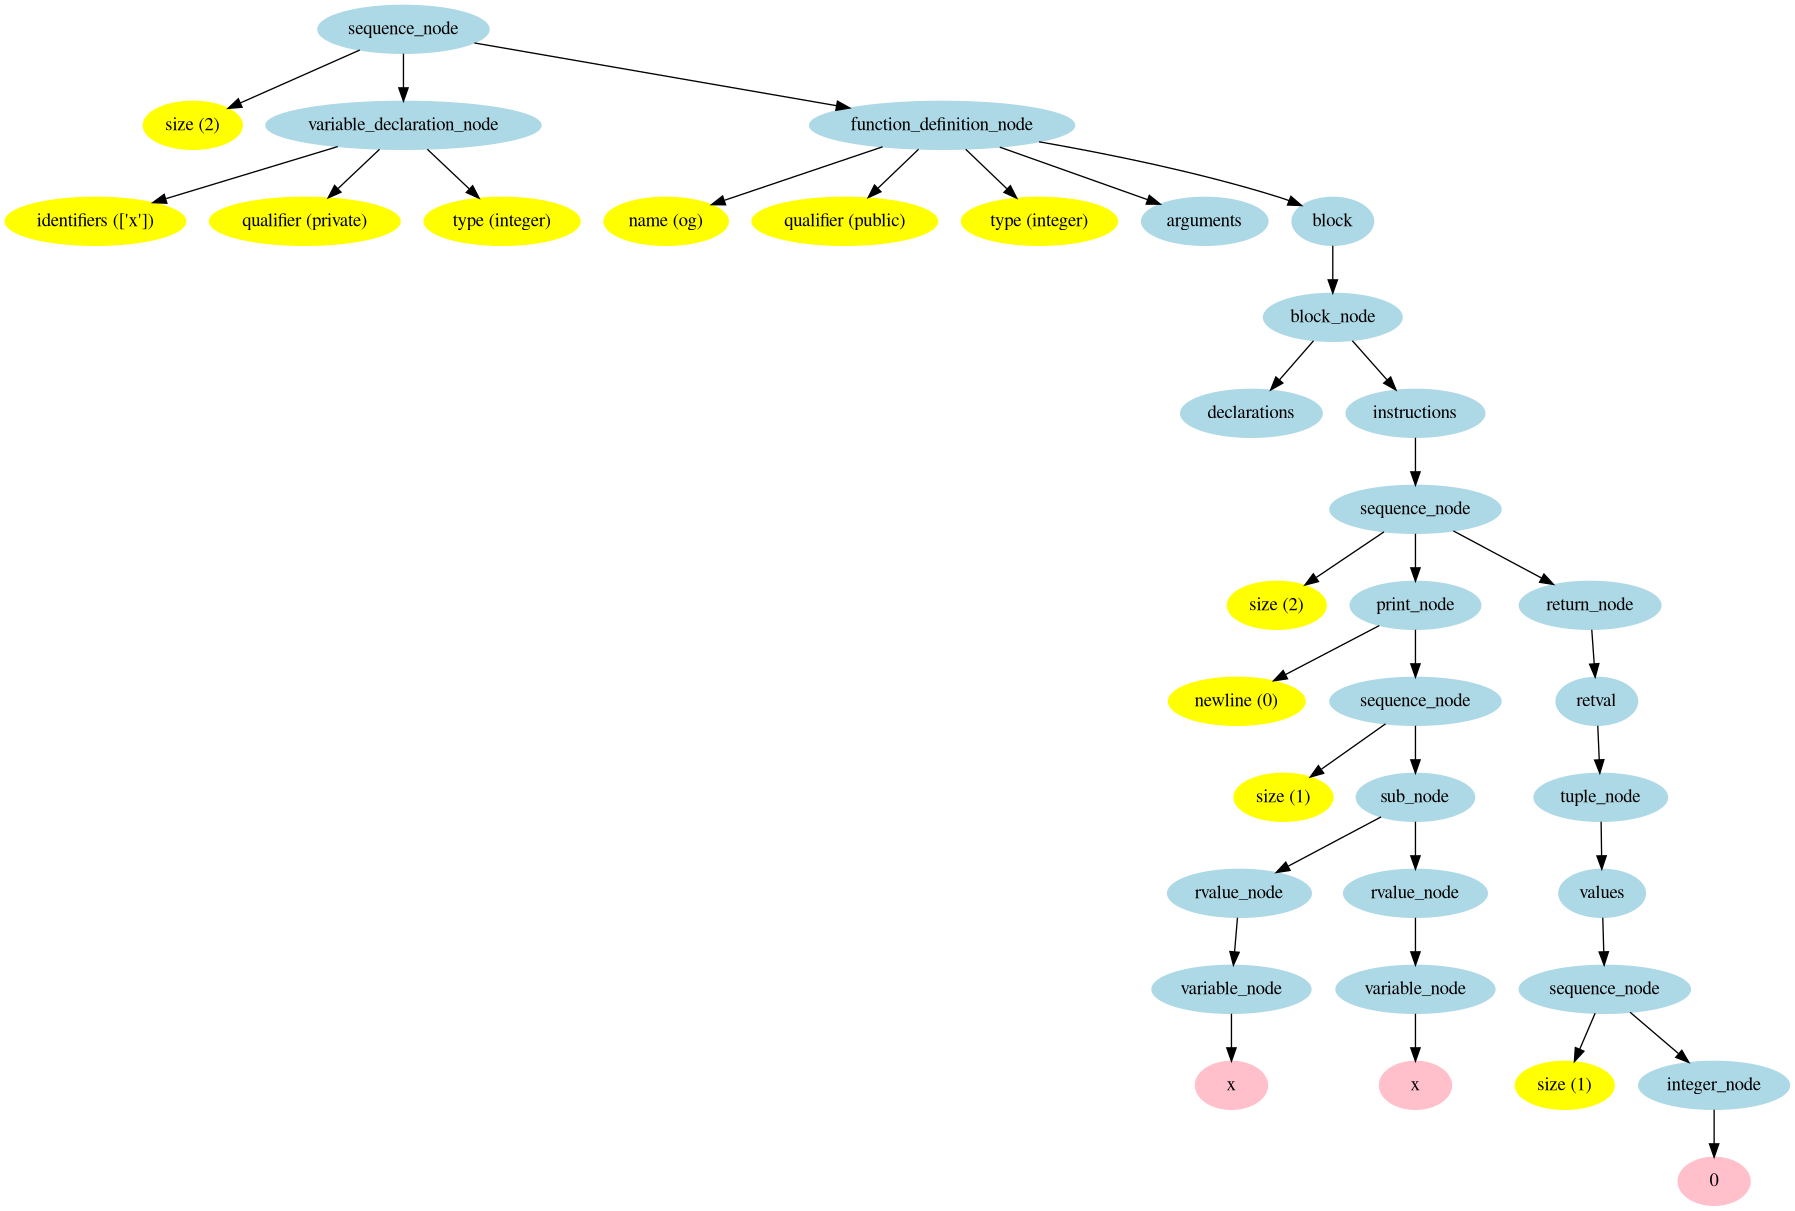 sequence_node
size (2)
variable_declaration_node
function_definition_node
identifiers (['x'])
qualifier (private)
type (integer)
name (og)
qualifier (public)
type (integer)
arguments
block
block_node
declarations
instructions
sequence_node
size (2)
print_node
return_node
newline (0)
sequence_node
retval
size (1)
sub_node
tuple_node
rvalue_node
rvalue_node
values
variable_node
variable_node
sequence_node
x
x
size (1)
integer_node
0